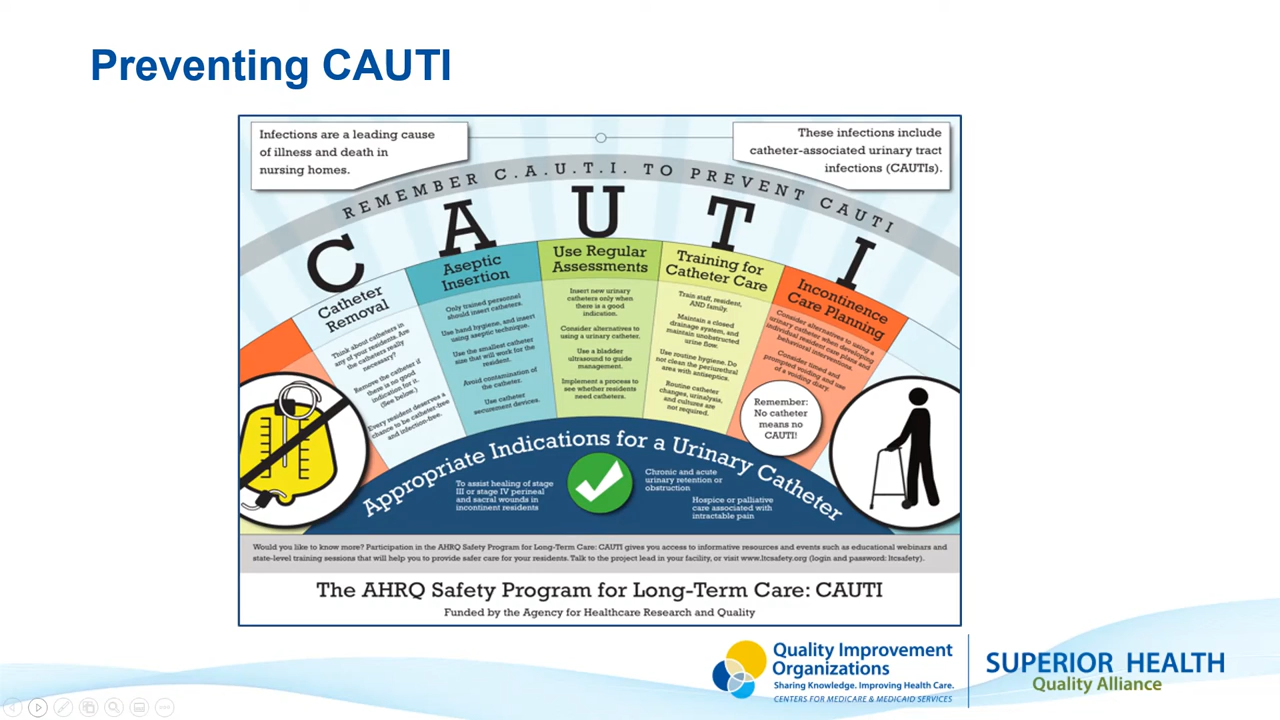 Preventing CAUTI
Infections are a leading cause
of illness and death in
nursing homes.
These infections include
catheter-associated urinary tract
infections (CAUTIs).
REMEMBER C.A.U.T.I. TO PREVENT CAUTI
C A U T I
Catheter
Removal
Think about catheters in
any of your residents. Are
the catheters really
necessary?
Remove the catheter if
there is no good
indication for it.
(See below.)
Every resident deserves a
chance to be catheter-free
and infection-free.
Aseptic
Insertion
Only trained personnel
should insert catheters.
Use hand hygiene, and insert
using aseptic technique.
Use the smallest catheter
size that will work for the
resident.
Avoid contamination of
the catheter.
Use catheter
securement devices.
Use Regular
Assessments
Insert new urinary
catheters only when
there is a good
indication.
Consider alternatives to
using a urinary catheter.
Use a bladder
ultrasound to guide
management.
Implement a process to
see whether residents
need catheters.
Training for
Catheter Care
Train staff, resident,
AND family.
Maintain a closed
drainage system, and
maintain unobstructed
urine flow.
Use routine hygiene. Do
not clean the periurethral
area with antiseptics.
Routine catheter
changes, urinalysis,
and cultures are
not required.
Incontinence
Care Planning
Consider alternatives to using a
urinary catheter when developing
individual resident care plans and
behavioral interventions.
Consider timed and
prompted voiding and use
of a voiding diary.
Remember:
No catheter
means no
CAUTI!
Appropriate Indications for a Urinary Catheter
To assist healing of stage
III or stage IV perineal
and sacral wounds in
incontinent residents
Chronic and acute
urinary retention or
obstruction
Hospice or palliative
care associated with
intractable pain
Would you like to know more? Participation in the AHRQ Safety Program for Long-Term Care: CAUTI gives you access to informative resources and events such as educational webinars and
state-level training sessions that will help you to provide safer care for your residents. Talk to the project lead in your facility, or visit www.ltcsafety.org (login and password: ltcsafety).
The AHRQ Safety Program for Long-Term Care: CAUTI
Funded by the Agency for Healthcare Research and Quality
Quality Improvement
Organizations
Sharing Knowledge. Improving Health Care.
CENTERS FOR MEDICARE & MEDICAID SERVICES
SUPERIOR HEALTH
Quality Alliance